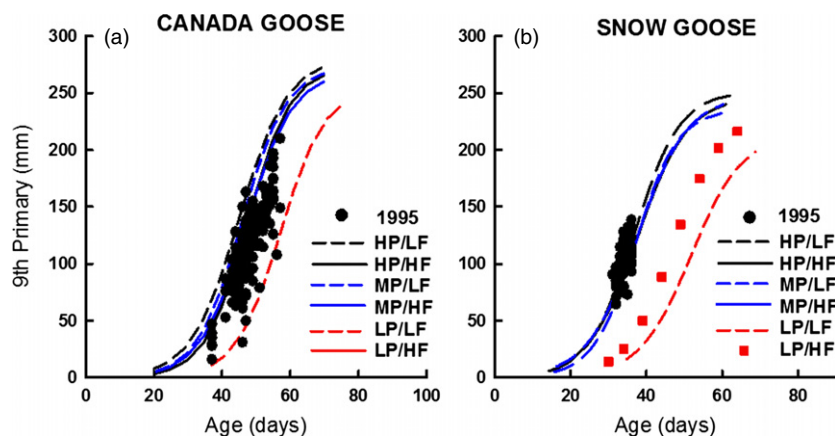 (a) CANADA GOOSE
300
250
200
150
100
50
0
9th Primary (mm)
0 20 40 60 80 100
Age (days)
1995
HP/LF
HP/HF
MP/LF
MP/HF
LP/LF
LP/HF
(b) SNOW GOOSE
300
250
200
150
100
50
0
0 20 40 60 80
Age (days)
1995
HP/LF
HP/HF
MP/LF
MP/HF
LP/LF
LP/HF